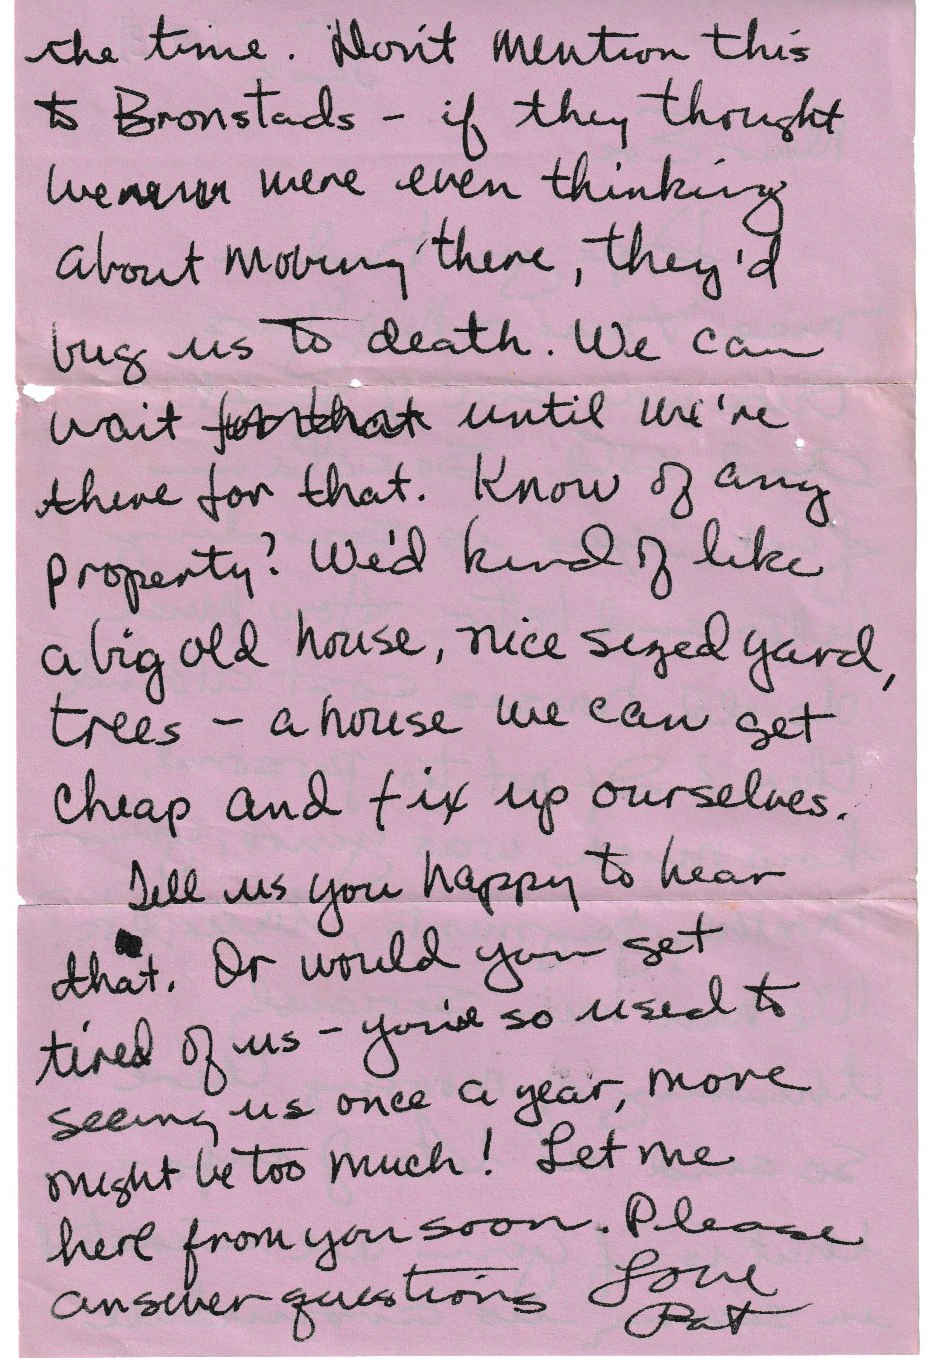 the time. Don't mention this
to Bronstads - if they thought
we were even thinking
about moving there, they'd
bug us to death. We can
wait for that until we're
there for that. Know of any
property? We'd kind of like
a big old house, nice sized yard,
trees - a house we can get
cheap and fix up ourselves.
Tell us you happy to hear
that. Or would you get
tired of us - you're so used to
seeing us once a year, more
might be too much! Let me
here from you soon. Please
answer questions Love
Pat